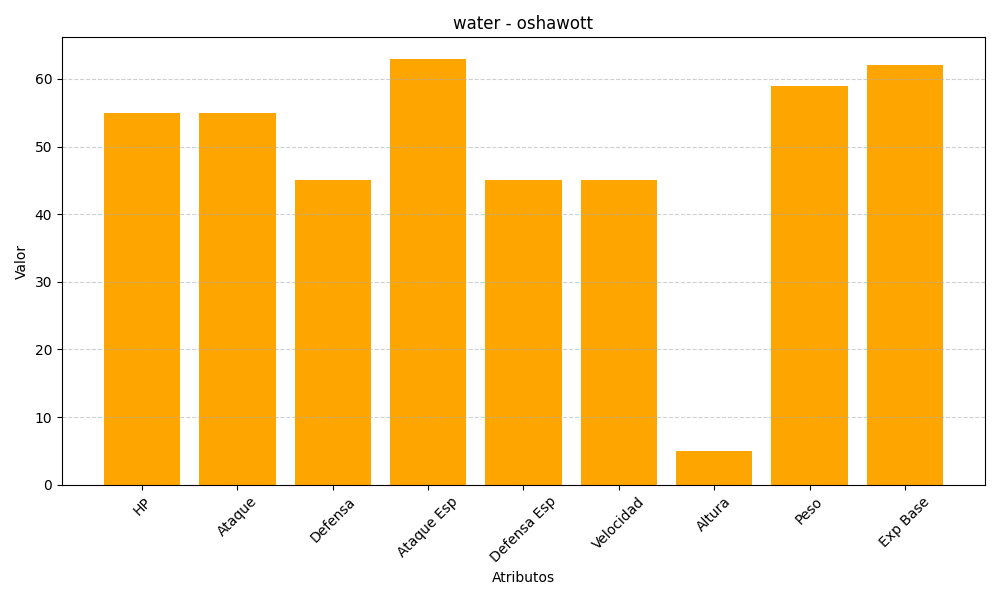 water - oshawott
Valor
60
50
40
30
20
10
0
HP
Ataque
Defensa
Ataque Esp
Defensa Esp
Velocidad
Altura
Peso
Exp Base
Atributos